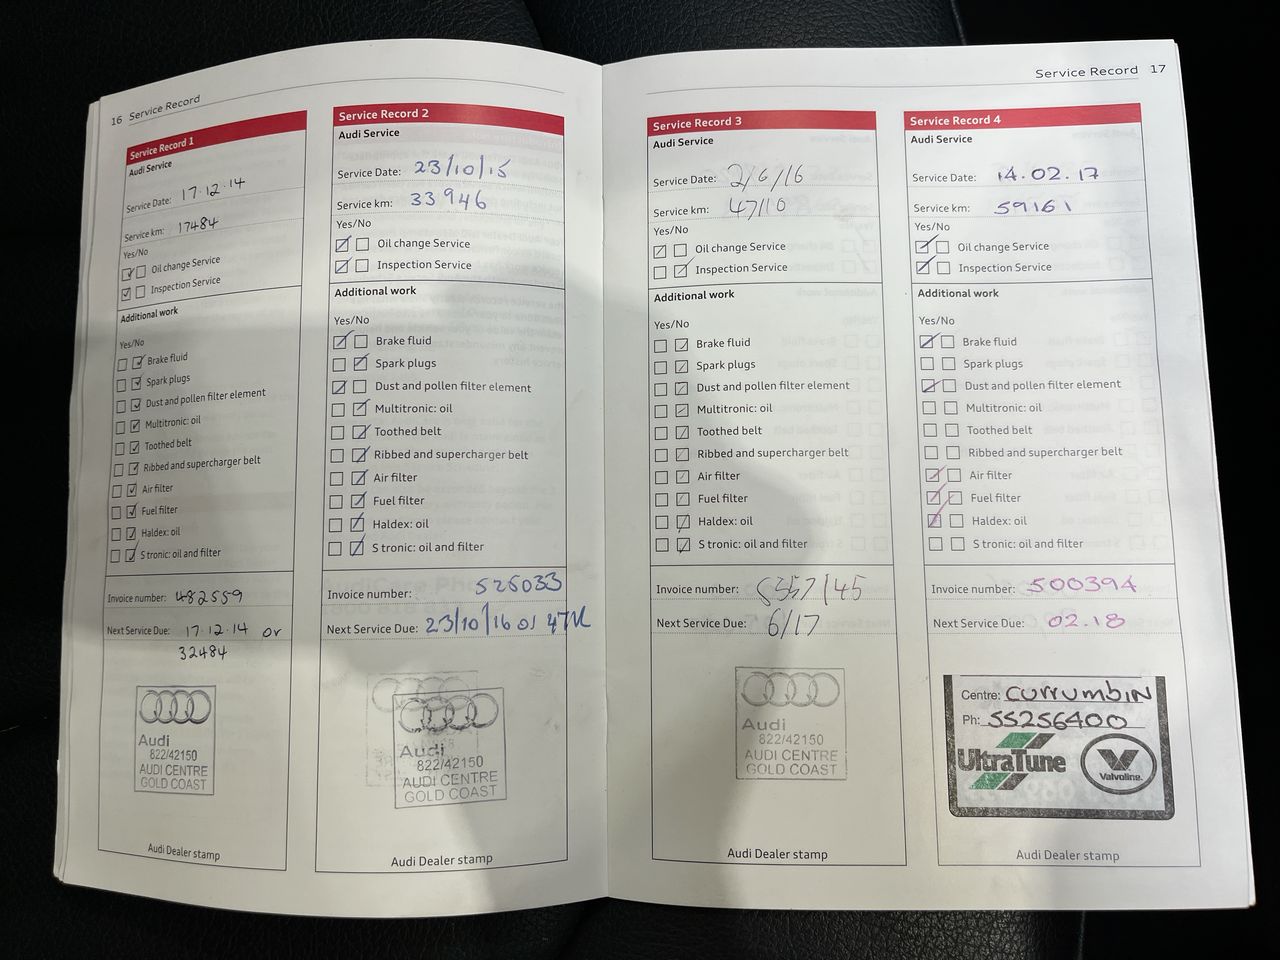 16 Service Record
Service Record 1
Audi Service
Service Date: 17.12.14
Service km: 17484
Yes/No
Oil change Service
Inspection Service
Additional work
Yes/No
Brake fluid
Spark plugs
Dust and pollen filter element
Multitronic: oil
Toothed belt
Ribbed and supercharger belt
Air filter
Fuel filter
Haldex: oil
S tronic: oil and filter
Invoice number: 482559
Next Service Due: 17.12.14 or
32484
Audi
822/42150
AUDI CENTRE
GOLD COAST
Audi Dealer stamp
Service Record 2
Audi Service
Service Date: 23/10/15
Service km: 33946
Yes/No
Oil change Service
Inspection Service
Additional work
Yes/No
Brake fluid
Spark plugs
Dust and pollen filter element
Multitronic: oil
Toothed belt
Ribbed and supercharger belt
Air filter
Fuel filter
Haldex: oil
S tronic: oil and filter
Invoice number: 525033
Next Service Due: 23/10/16 or 47K
Audi
822/42150
AUDI CENTRE
GOLD COAST
Audi Dealer stamp
Service Record 17
Service Record 3
Audi Service
Service Date: 2/6/16
Service km: 47110
Yes/No
Oil change Service
Inspection Service
Additional work
Yes/No
Brake fluid
Spark plugs
Dust and pollen filter element
Multitronic: oil
Toothed belt
Ribbed and supercharger belt
Air filter
Fuel filter
Haldex: oil
S tronic: oil and filter
Invoice number:
Next Service Due: 6/17
Audi
822/42150
AUDI CENTRE
GOLD COAST
Audi Dealer stamp
Service Record 4
Audi Service
Service Date: 14.02.17
Service km: 59161
Yes/No
Oil change Service
Inspection Service
Additional work
Yes/No
Brake fluid
Spark plugs
Dust and pollen filter element
Multitronic: oil
Toothed belt
Ribbed and supercharger belt
Air filter
Fuel filter
Haldex: oil
S tronic: oil and filter
Invoice number: 500394
Next Service Due: 02.18
Centre: CURRUMBIN
Ph: 55256400
UltraTune
Valvoline
Audi Dealer stamp